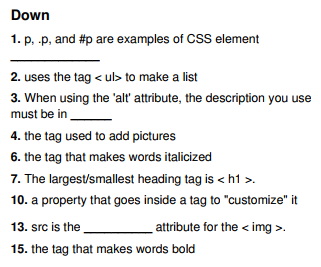 Down
1. p, .p, and #p are examples of CSS element
_______________
2. uses the tag < ul> to make a list
3. When using the 'alt' attribute, the description you use
must be in _______
4. the tag used to add pictures
6. the tag that makes words italicized
7. The largest/smallest heading tag is < h1 >.
10. a property that goes inside a tag to "customize" it
13. src is the ____________ attribute for the < img >.
15. the tag that makes words bold